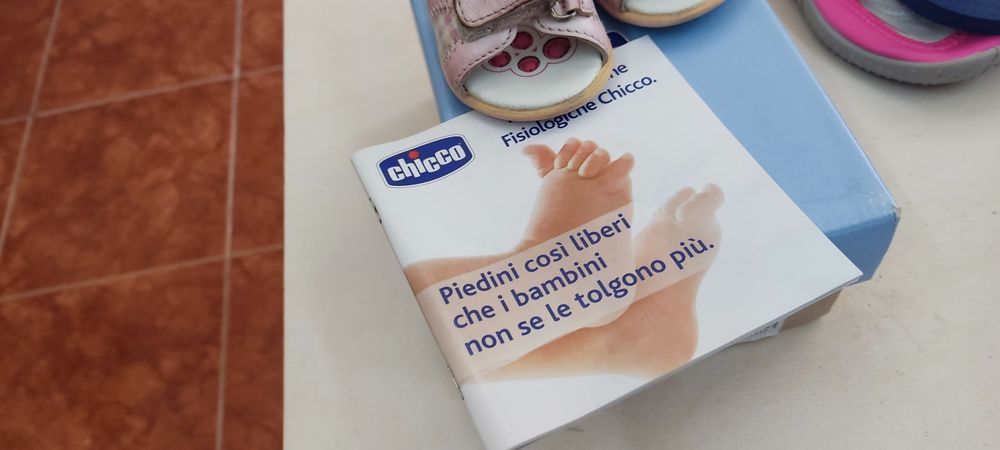 Fisiologiche Chicco.
chicco
Piedini così liberi
che i bambini
non se le tolgono più.